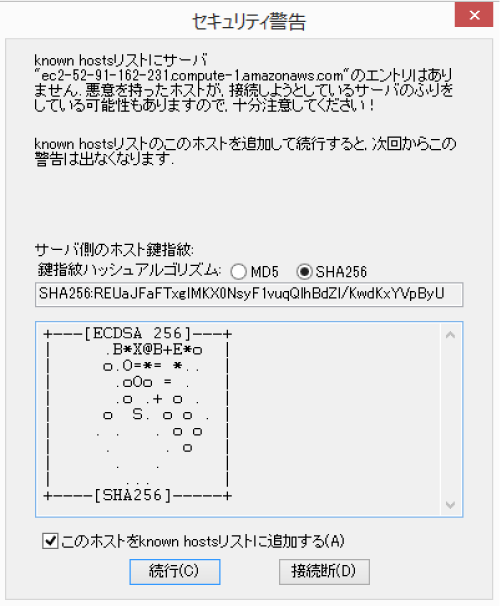 セキュリティ警告
known hostsリストにサーバ
"ec2-52-91-162-231.compute-1.amazonaws.com"のエントリはあり
ません. 悪意を持ったホストが, 接続しようとしているサーバのふりを
している可能性もありますので, 十分注意してください！
known hostsリストのこのホストを追加して続行すると, 次回からこの
警告は出なくなります.
サーバ側のホスト鍵指紋:
鍵指紋ハッシュアルゴリズム: MD5 SHA256
SHA256:REUaJFaFTxgIMKX0NsyF1vuqQIhBdZI/KwdKxYVpByU
+---[ECDSA 256]---+
|      .B*X@B+E*o  |
|      o.O=*= *..  |
|       .oOo = .   |
|       .o .+ o .  |
|      o  S. o o . |
|     . .    . o o |
|      .      . o  |
|       .   .      |
|        ...       |
+----[SHA256]-----+
このホストをknown hostsリストに追加する(A)
続行(C) 接続断(D)